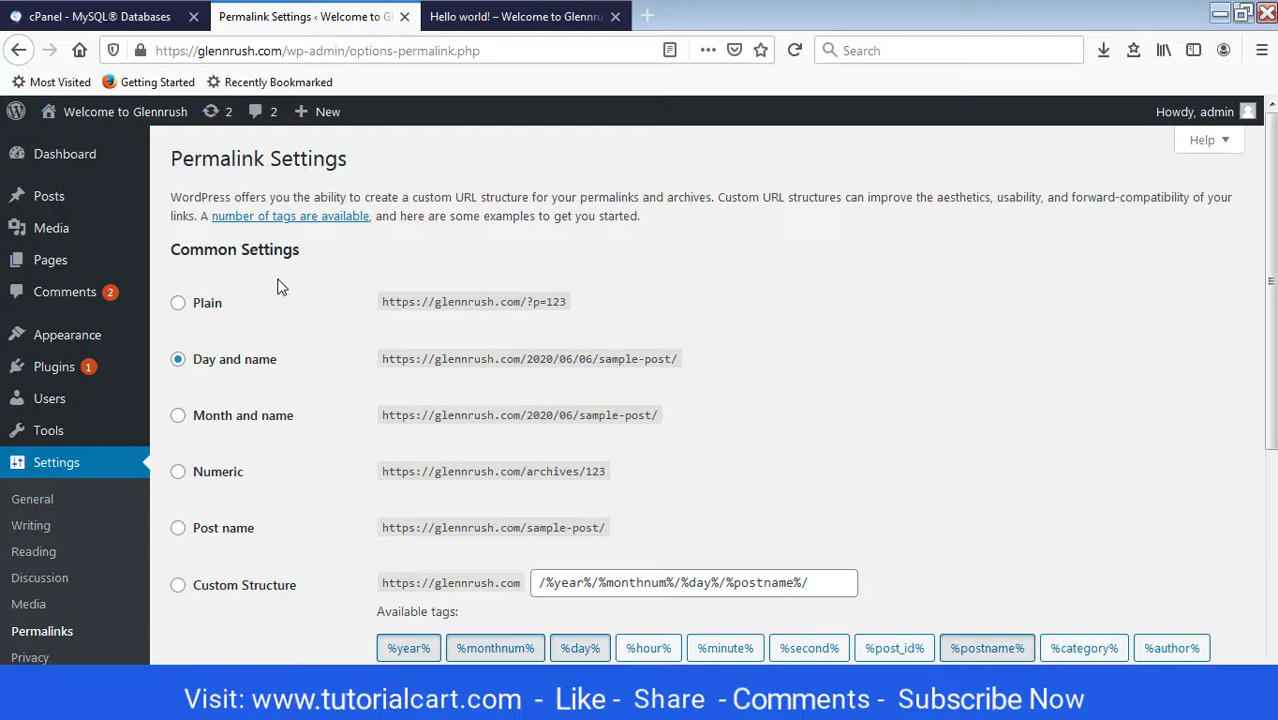 cPanel - MySQL® Databases
Permalink Settings ‹ Welcome to Gl
Hello world! – Welcome to Glennru
https://glennrush.com/wp-admin/options-permalink.php
Search
Most Visited
Getting Started
Recently Bookmarked
Welcome to Glennrush
2
2
New
Howdy, admin
Help
Dashboard
Posts
Media
Pages
Comments 2
Appearance
Plugins 1
Users
Tools
Settings
General
Writing
Reading
Discussion
Media
Permalinks
Privacy
Permalink Settings
WordPress offers you the ability to create a custom URL structure for your permalinks and archives. Custom URL structures can improve the aesthetics, usability, and forward-compatibility of your
links. A number of tags are available, and here are some examples to get you started.
Common Settings
Plain https://glennrush.com/?p=123
Day and name https://glennrush.com/2020/06/06/sample-post/
Month and name https://glennrush.com/2020/06/sample-post/
Numeric https://glennrush.com/archives/123
Post name https://glennrush.com/sample-post/
Custom Structure https://glennrush.com /%year%/%monthnum%/%day%/%postname%/
Available tags:
%year% %monthnum% %day% %hour% %minute% %second% %post_id% %postname% %category% %author%
Visit: www.tutorialcart.com - Like - Share - Comments - Subscribe Now